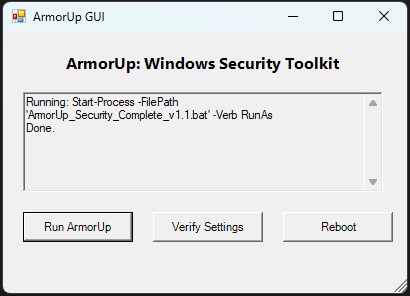 ArmorUp GUI
ArmorUp: Windows Security Toolkit
Running: Start-Process -FilePath
'ArmorUp_Security_Complete_v1.1.bat' -Verb RunAs
Done.
Run ArmorUp
Verify Settings
Reboot